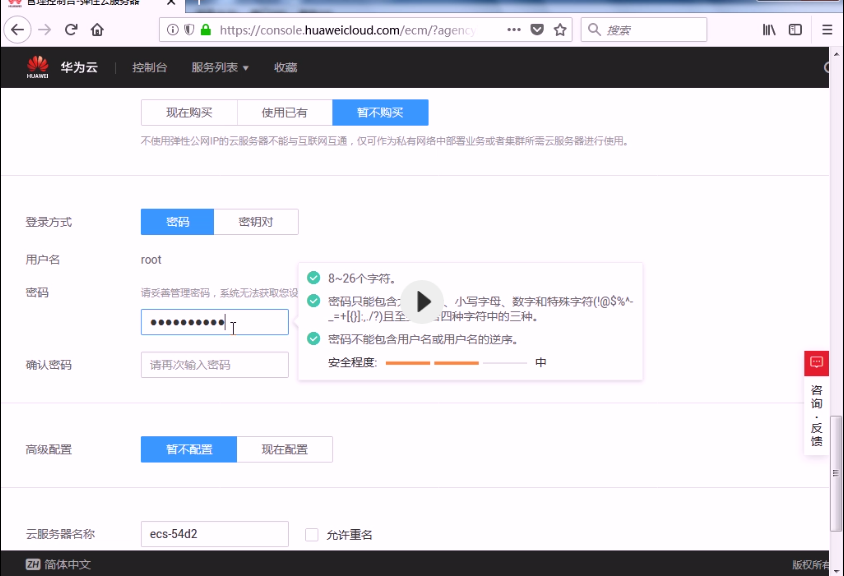 管理控制台-弹性云服务器
https://console.huaweicloud.com/ecm/?agency
搜索
HUAWEI
华为云
控制台
服务列表
收藏
现在购买
使用已有
暂不购买
不使用弹性公网IP的云服务器不能与互联网互通，仅可作为私有网络中部署业务或者集群所需云服务器进行使用。
登录方式
密码
密钥对
用户名
root
密码
请妥善管理密码，系统无法获取您设
8~26个字符。
密码只能包含大、小写字母、数字和特殊字符(!@$%^-
_=+[{}]:,./?)且至四种字符中的三种。
密码不能包含用户名或用户名的逆序。
安全程度:
中
确认密码
请再次输入密码
咨询·反馈
高级配置
暂不配置
现在配置
云服务器名称
ecs-54d2
允许重名
ZH 简体中文
版权所有